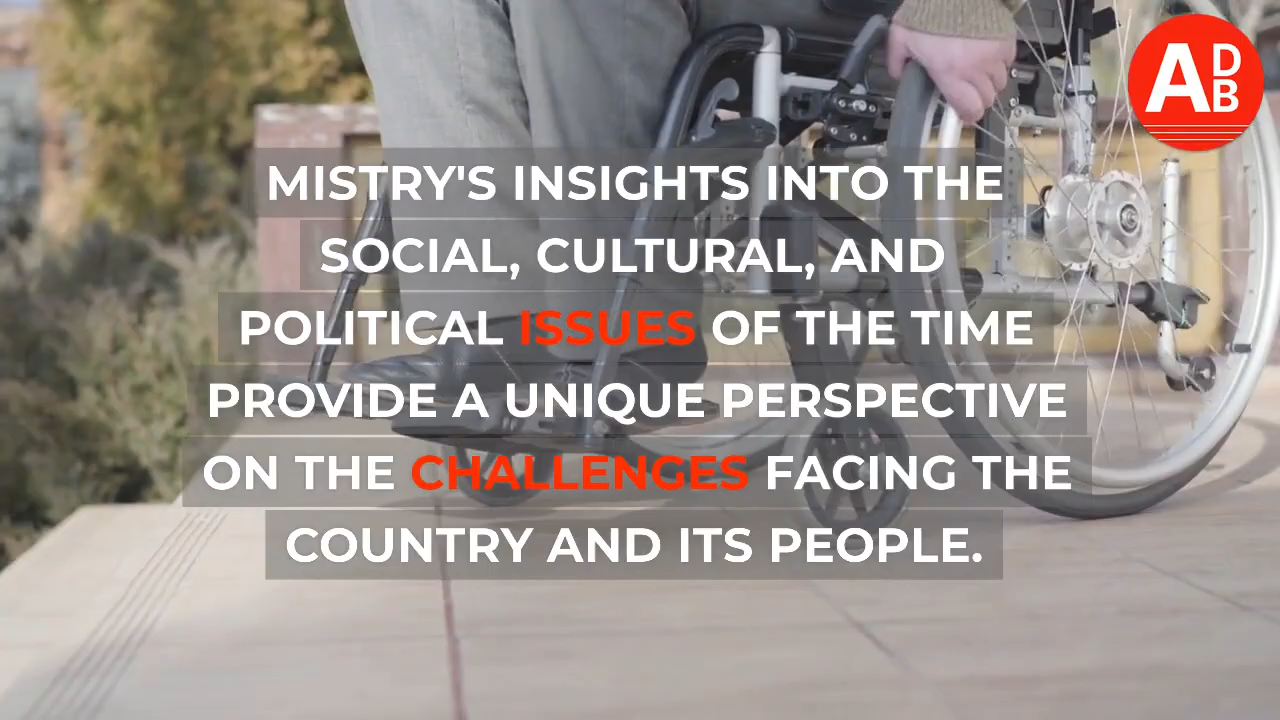 ADB
MISTRY'S INSIGHTS INTO THE
SOCIAL, CULTURAL, AND
POLITICAL ISSUES OF THE TIME
PROVIDE A UNIQUE PERSPECTIVE
ON THE CHALLENGES FACING THE
COUNTRY AND ITS PEOPLE.